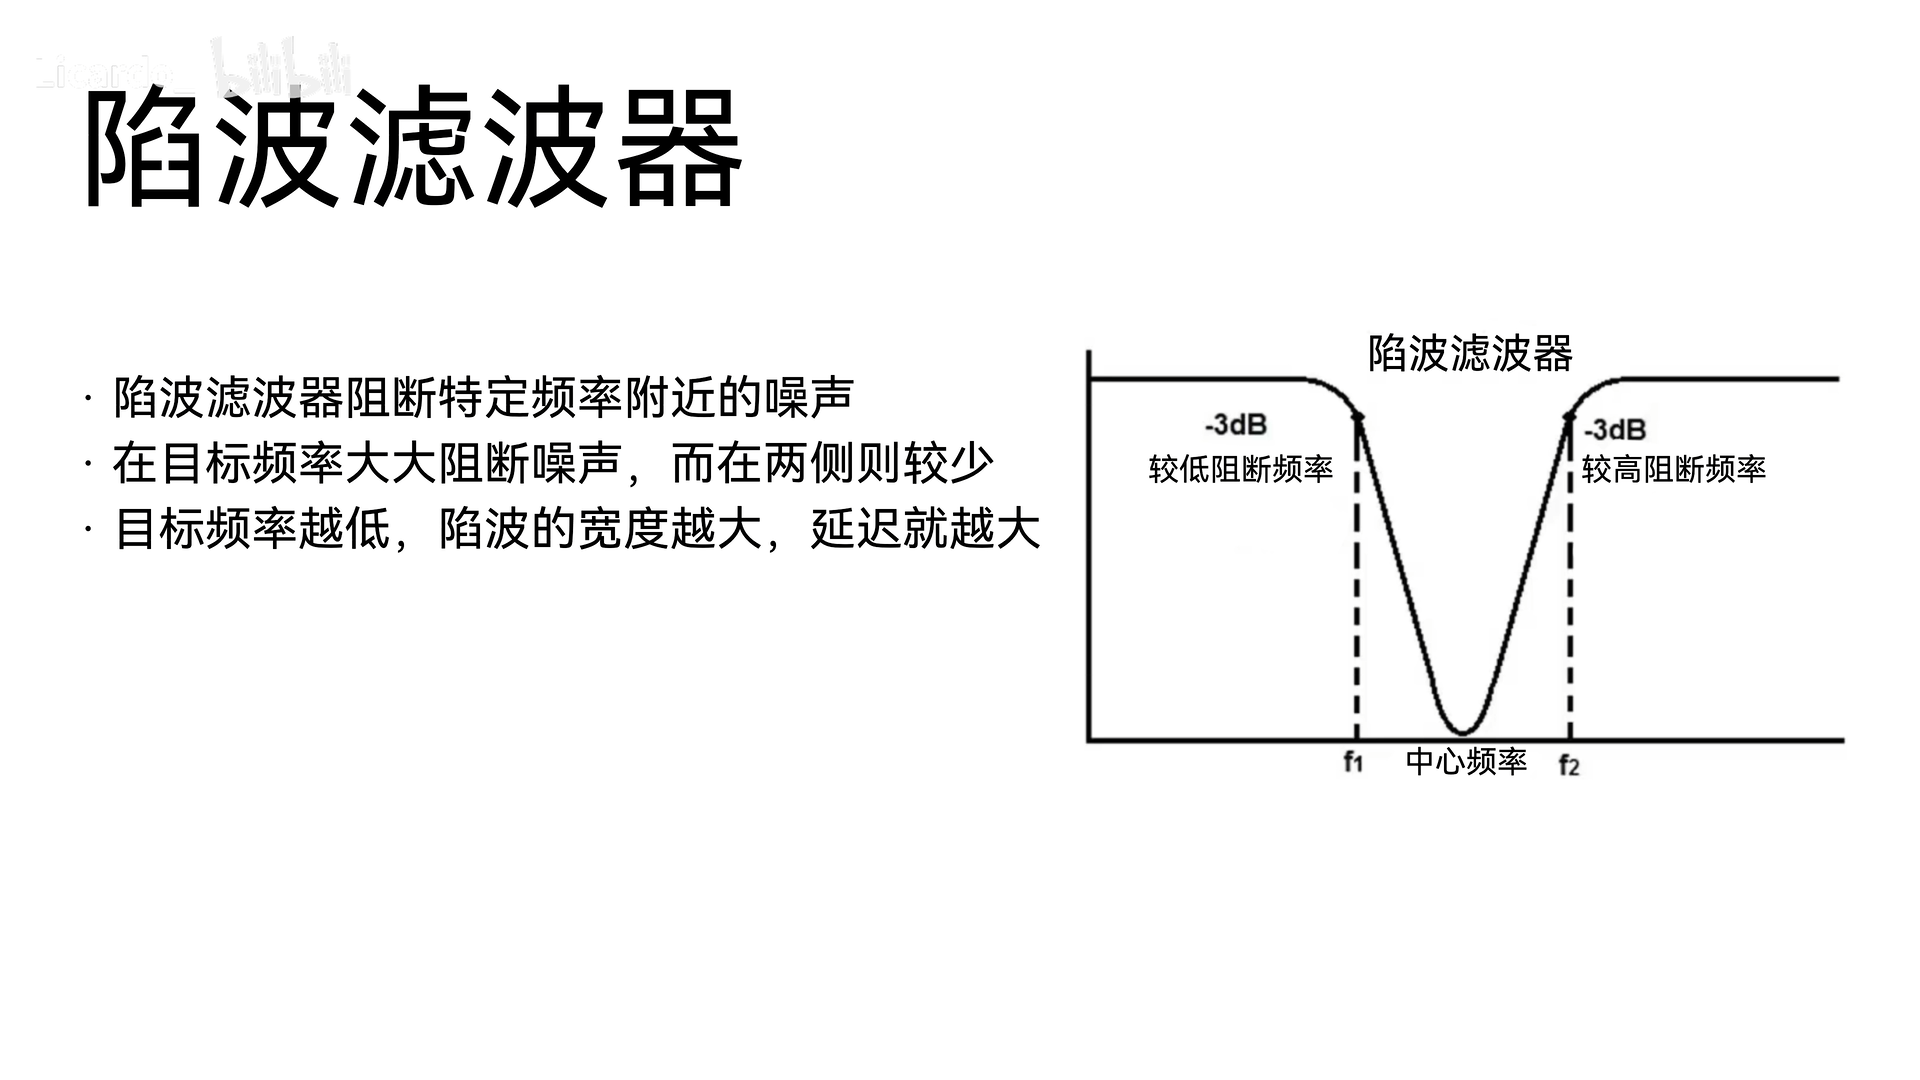 Licardo_ bilibili
陷波滤波器
· 陷波滤波器阻断特定频率附近的噪声
· 在目标频率大大阻断噪声，而在两侧则较少
· 目标频率越低，陷波的宽度越大，延迟就越大
陷波滤波器
-3dB
-3dB
较低阻断频率
较高阻断频率
f1
中心频率
f2